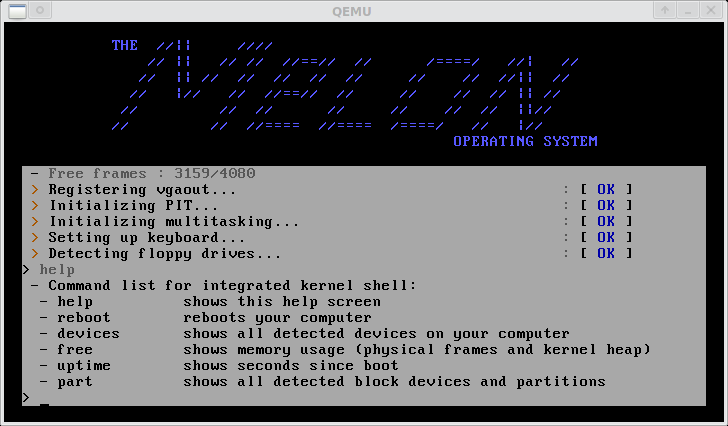 QEMU
THE
MELON
OPERATING SYSTEM
- Free frames : 3159/4080
> Registering vgaout... : [ OK ]
> Initializing PIT... : [ OK ]
> Initializing multitasking... : [ OK ]
> Setting up keyboard... : [ OK ]
> Detecting floppy drives... : [ OK ]
> help
- Command list for integrated kernel shell:
- help shows this help screen
- reboot reboots your computer
- devices shows all detected devices on your computer
- free shows memory usage (physical frames and kernel heap)
- uptime shows seconds since boot
- part shows all detected block devices and partitions
> _